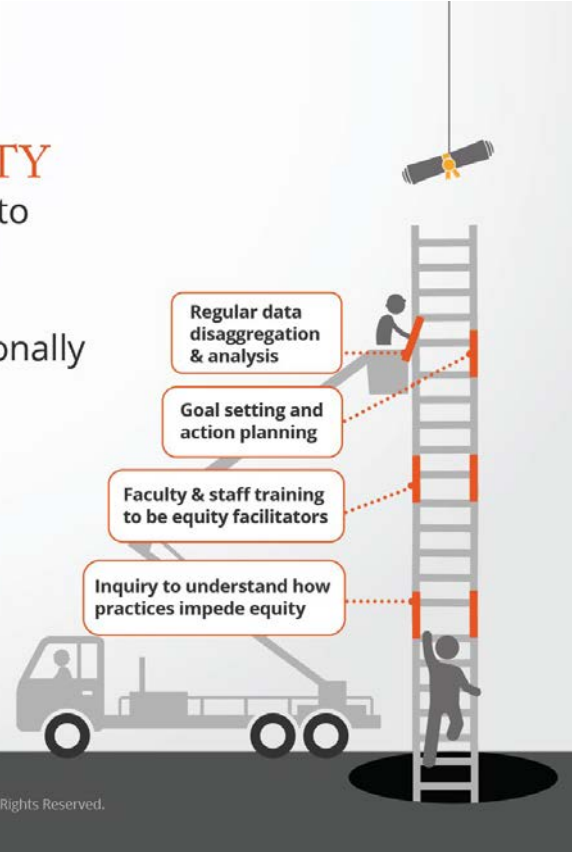 TY
to
onally
Regular data
disaggregation
& analysis
Goal setting and
action planning
Faculty & staff training
to be equity facilitators
Inquiry to understand how
practices impede equity
Rights Reserved.